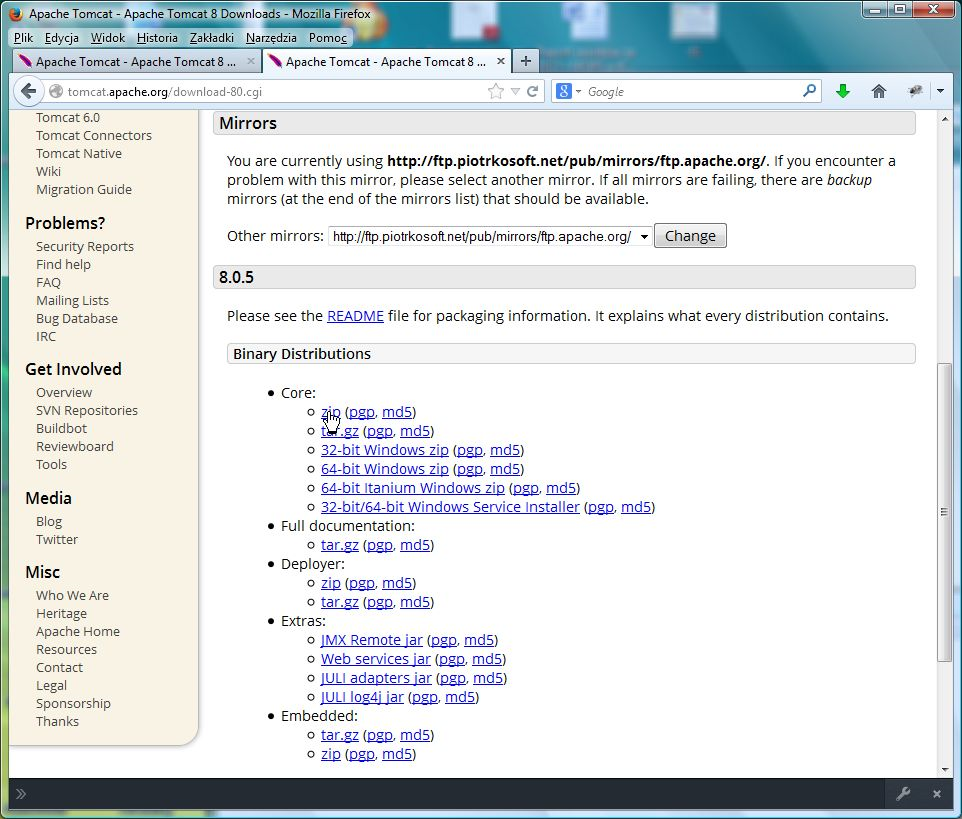 Apache Tomcat - Apache Tomcat 8 Downloads - Mozilla Firefox
Plik Edycja Widok Historia Zakładki Narzędzia Pomoc
Apache Tomcat - Apache Tomcat 8 ... × Apache Tomcat - Apache Tomcat 8 ... × +
tomcat.apache.org/download-80.cgi Google
Tomcat 6.0
Tomcat Connectors
Tomcat Native
Wiki
Migration Guide
Problems?
Security Reports
Find help
FAQ
Mailing Lists
Bug Database
IRC
Get Involved
Overview
SVN Repositories
Buildbot
Reviewboard
Tools
Media
Blog
Twitter
Misc
Who We Are
Heritage
Apache Home
Resources
Contact
Legal
Sponsorship
Thanks
Mirrors
You are currently using http://ftp.piotrkosoft.net/pub/mirrors/ftp.apache.org/. If you encounter a
problem with this mirror, please select another mirror. If all mirrors are failing, there are backup
mirrors (at the end of the mirrors list) that should be available.
Other mirrors: http://ftp.piotrkosoft.net/pub/mirrors/ftp.apache.org/ Change
8.0.5
Please see the README file for packaging information. It explains what every distribution contains.
Binary Distributions
Core:
zip (pgp, md5)
tar.gz (pgp, md5)
32-bit Windows zip (pgp, md5)
64-bit Windows zip (pgp, md5)
64-bit Itanium Windows zip (pgp, md5)
32-bit/64-bit Windows Service Installer (pgp, md5)
Full documentation:
tar.gz (pgp, md5)
Deployer:
zip (pgp, md5)
tar.gz (pgp, md5)
Extras:
JMX Remote jar (pgp, md5)
Web services jar (pgp, md5)
JULI adapters jar (pgp, md5)
JULI log4j jar (pgp, md5)
Embedded:
tar.gz (pgp, md5)
zip (pgp, md5)